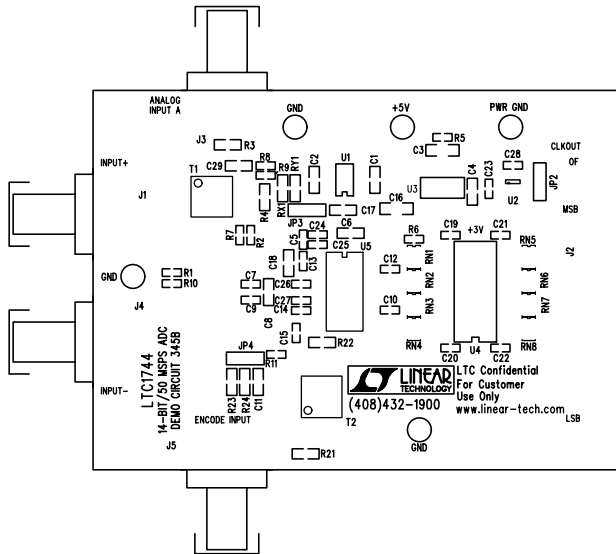 ANALOG
INPUT A
GND
+5V
PWR GND
J3
R3
R5
C3
CLKOUT
OF
C29
R8
R9
RY1
C2
U1
C1
C28
INPUT+
T1
U3
C4
C23
U2
JP2
J1
R4
RX1
JP3
C17
C16
MSB
R7
R2
C5
C24
C25
C6
U5
R6
C19
+3V
C21
RN5
J2
GND
R1
R10
C18
C13
C12
RN1
RN2
RN6
C7
C26
J4
C9
C27
C14
C8
C10
RN3
RN7
C15
R22
RN4
C20
U4
C22
RN8
JP4
R11
LTC1744
14-BIT/50 MSPS ADC
DEMO CIRCUIT 345B
INPUT-
R23
R24
C11
LINEAR
TECHNOLOGY
LTC Confidential
For Customer
Use Only
www.linear-tech.com
(408)432-1900
ENCODE INPUT
T2
LSB
J5
GND
R21